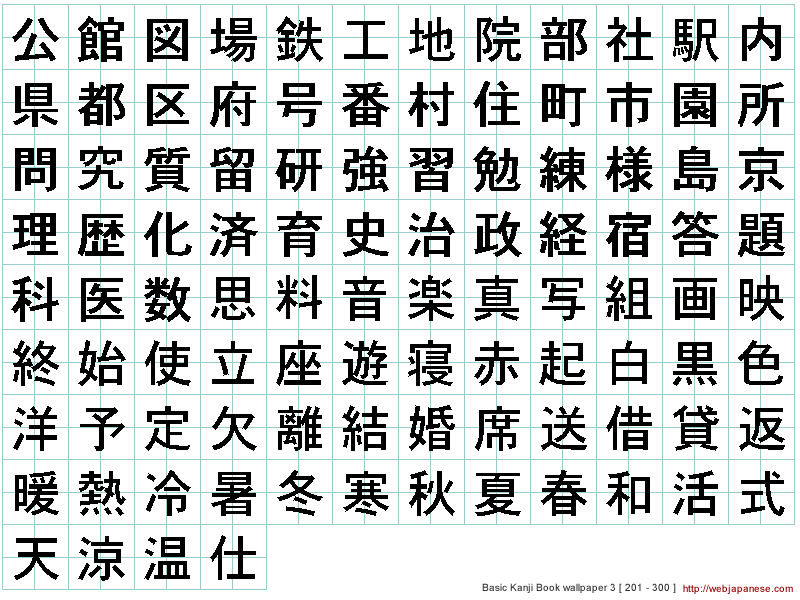 公館図場鉄工地院部社駅内
県都区府号番村住町市園所
問究質留研強習勉練様島京
理歴化済育史治政経宿答題
科医数思料音楽真写組画映
終始使立座遊寝赤起白黒色
洋予定欠離結婚席送借貸返
暖熱冷暑冬寒秋夏春和活式
天涼温仕
Basic Kanji Book wallpaper 3 [ 201 - 300 ] http://webjapanese.com